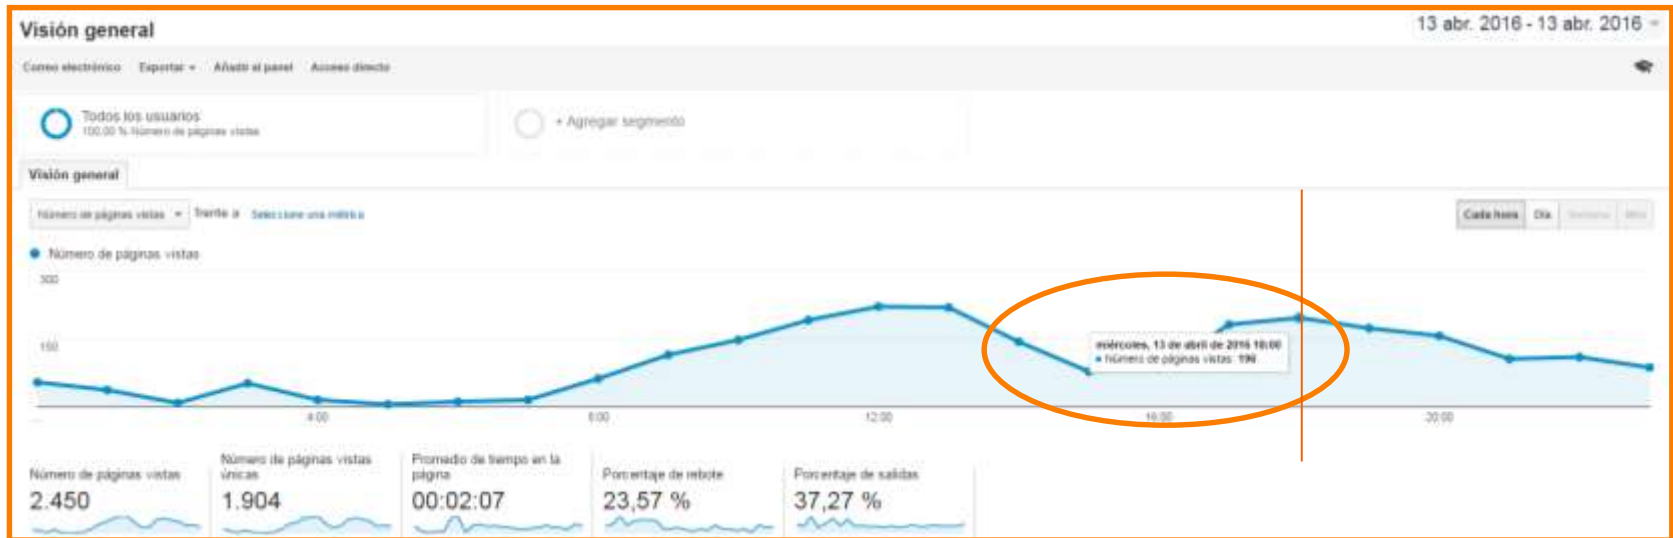 Visión general
13 abr. 2016 - 13 abr. 2016
Correo electrónico Exportar Añadir al panel Acceso directo
Todos los usuarios
100,00 % Número de páginas vistas
+ Agregar segmento
Visión general
Número de páginas vistas frente a Seleccione una métrica
Cada hora Día Semana Mes
Número de páginas vistas
300
150
miércoles, 13 de abril de 2016 18:00
Número de páginas vistas: 196
4:00 8:00 12:00 16:00 20:00
Número de páginas vistas
2.450
Número de páginas vistas
únicas
1.904
Promedio de tiempo en la
página
00:02:07
Porcentaje de rebote
23,57 %
Porcentaje de salidas
37,27 %